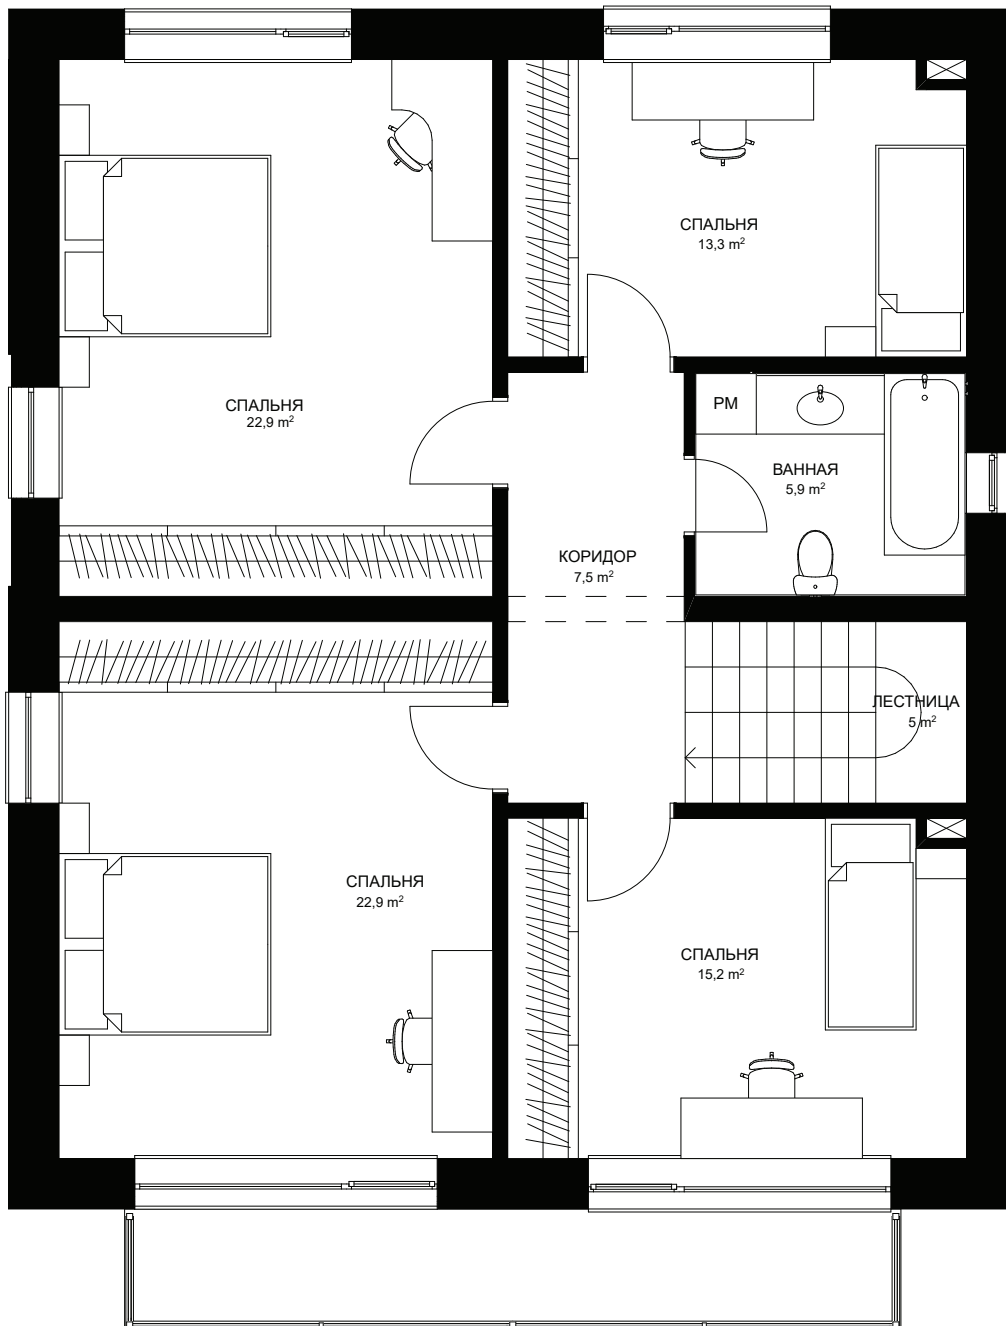 СПАЛЬНЯ
13,3 m²
СПАЛЬНЯ
22,9 m²
РМ
ВАННАЯ
5,9 m²
КОРИДОР
7,5 m²
ЛЕСТНИЦА
5 m²
СПАЛЬНЯ
22,9 m²
СПАЛЬНЯ
15,2 m²